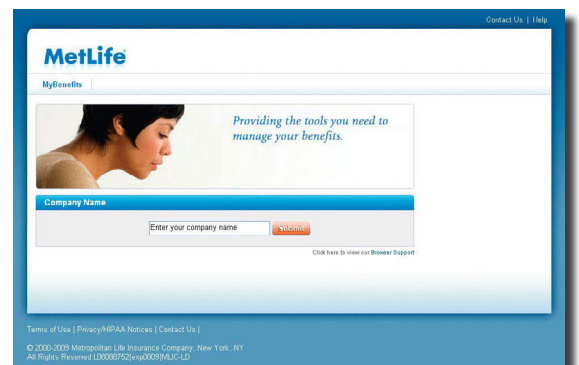 Contact Us | Help
MetLife
MyBenefits
Providing the tools you need to
manage your benefits.
Company Name
Enter your company name Submit
Click here to view our Browser Support
Terms of Use | Privacy/HIPAA Notices | Contact Us |
© 2000-2009 Metropolitan Life Insurance Company, New York, NY
All Rights Reserved.L08088752[exp0009]MLIC-LD